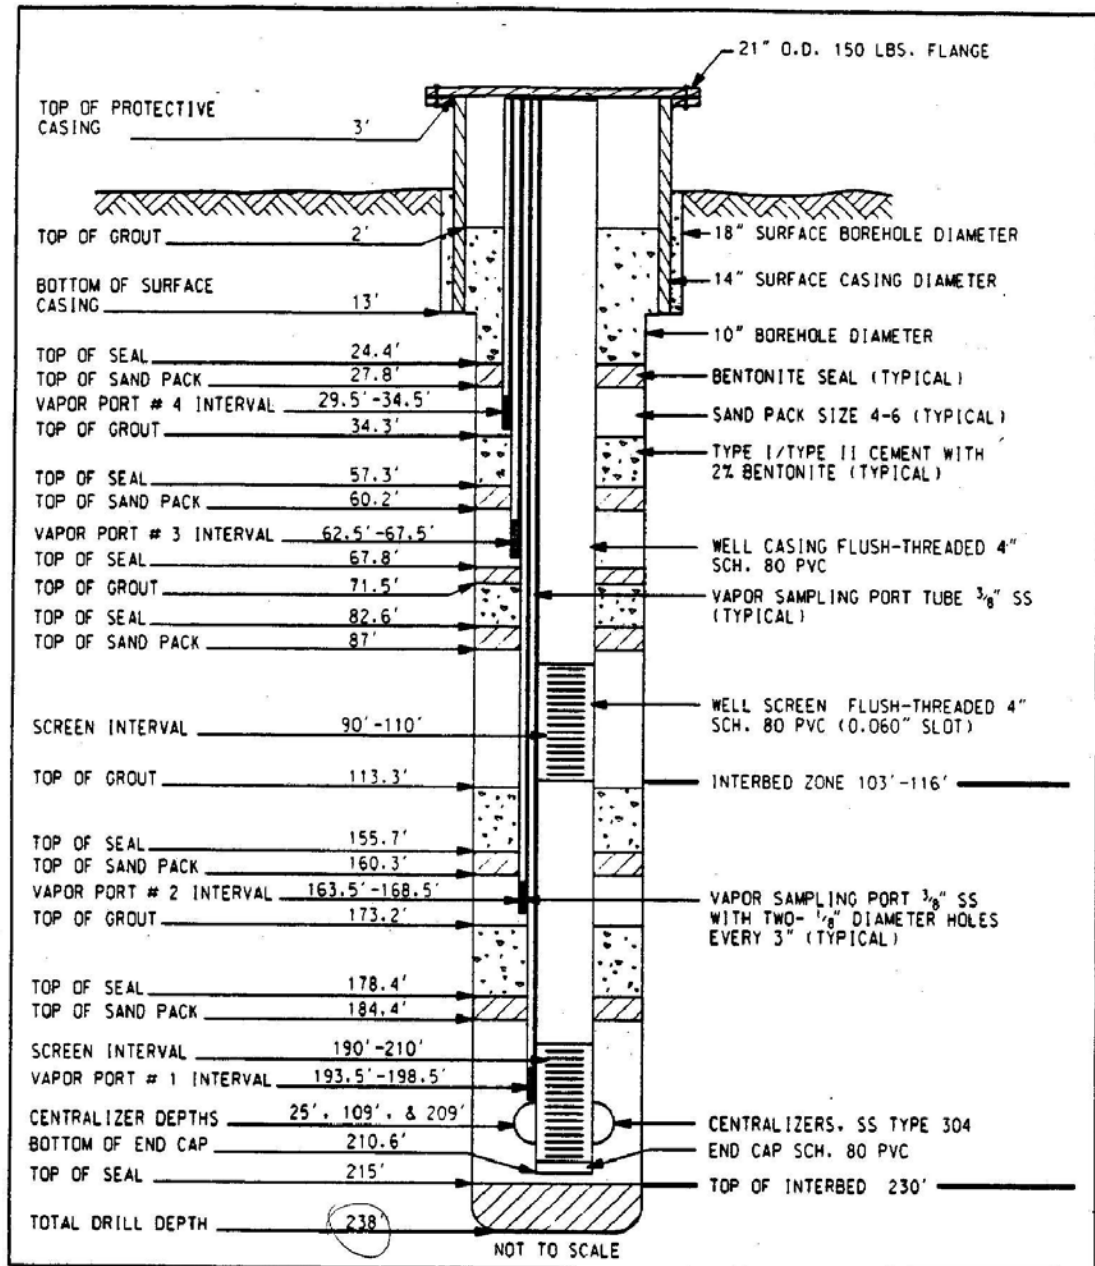 21" O.D. 150 LBS. FLANGE
TOP OF PROTECTIVE
CASING 3'
TOP OF GROUT 2'
18" SURFACE BOREHOLE DIAMETER
BOTTOM OF SURFACE
CASING 13'
14" SURFACE CASING DIAMETER
10" BOREHOLE DIAMETER
TOP OF SEAL 24.4'
TOP OF SAND PACK 27.8'
BENTONITE SEAL (TYPICAL)
VAPOR PORT # 4 INTERVAL 29.5'-34.5'
SAND PACK SIZE 4-6 (TYPICAL)
TOP OF GROUT 34.3'
TYPE I/TYPE II CEMENT WITH
2% BENTONITE (TYPICAL)
TOP OF SEAL 57.3'
TOP OF SAND PACK 60.2'
VAPOR PORT # 3 INTERVAL 62.5'-67.5'
WELL CASING FLUSH-THREADED 4"
SCH. 80 PVC
TOP OF SEAL 67.8'
TOP OF GROUT 71.5'
VAPOR SAMPLING PORT TUBE 3/8" SS
(TYPICAL)
TOP OF SEAL 82.6'
TOP OF SAND PACK 87'
WELL SCREEN FLUSH-THREADED 4"
SCH. 80 PVC (0.060" SLOT)
SCREEN INTERVAL 90'-110'
TOP OF GROUT 113.3'
INTERBED ZONE 103'-116'
TOP OF SEAL 155.7'
TOP OF SAND PACK 160.3'
VAPOR PORT # 2 INTERVAL 163.5'-168.5'
VAPOR SAMPLING PORT 3/8" SS
WITH TWO- 1/8" DIAMETER HOLES
EVERY 3" (TYPICAL)
TOP OF GROUT 173.2'
TOP OF SEAL 178.4'
TOP OF SAND PACK 184.4'
SCREEN INTERVAL 190'-210'
VAPOR PORT # 1 INTERVAL 193.5'-198.5'
CENTRALIZER DEPTHS 25', 109', & 209'
CENTRALIZERS, SS TYPE 304
BOTTOM OF END CAP 210.6'
END CAP SCH. 80 PVC
TOP OF SEAL 215'
TOP OF INTERBED 230'
TOTAL DRILL DEPTH 238'
NOT TO SCALE